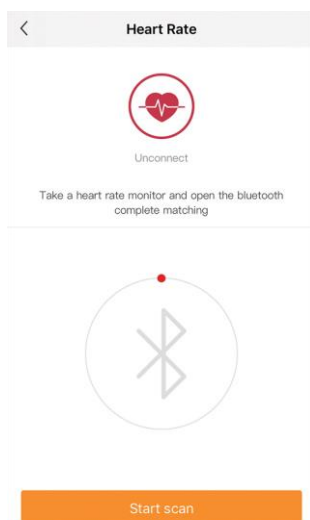 Heart Rate
Unconnect
Take a heart rate monitor and open the bluetooth
complete matching
Start scan